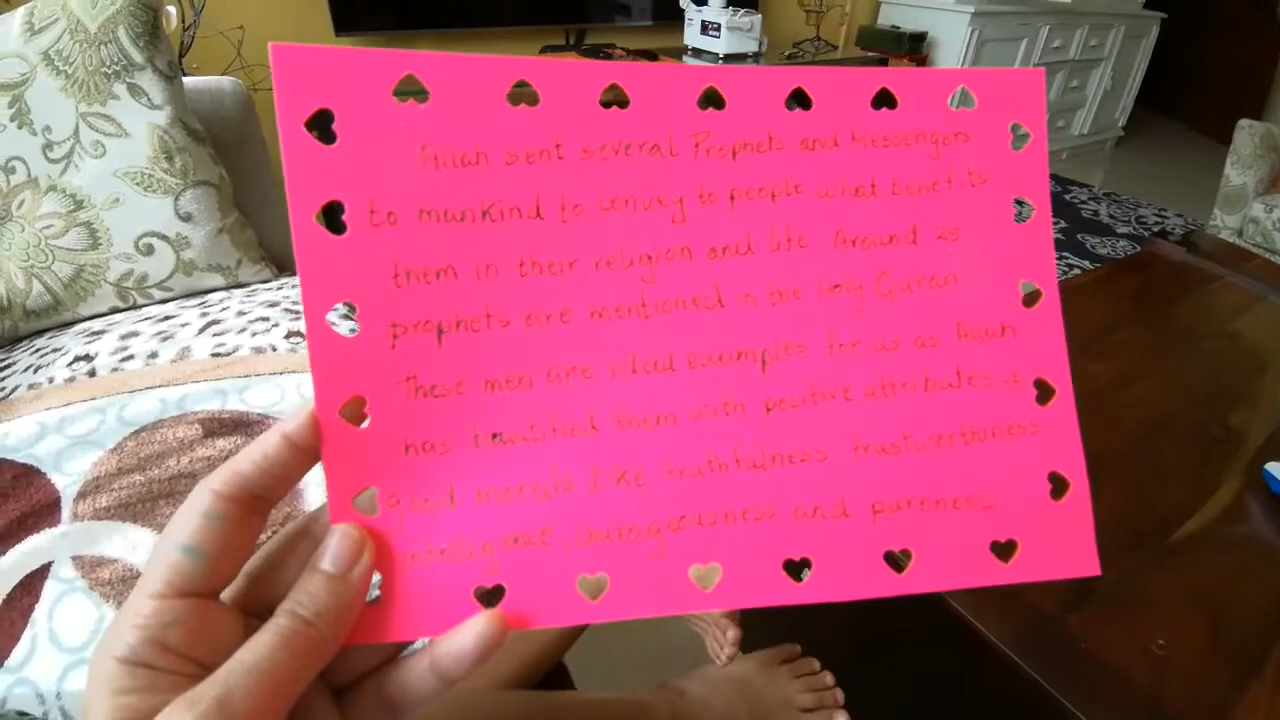 Allah sent several Prophets and Messengers
to mankind to convey to people what benefits
them in their religion and life Around 25
prophets are mentioned in the Holy Quran
These men are ideal examples for us as Allah
has beautified them with positive attributes &
good morals like truthfulness trustworthiness
intelligence, courageousness and pureness.